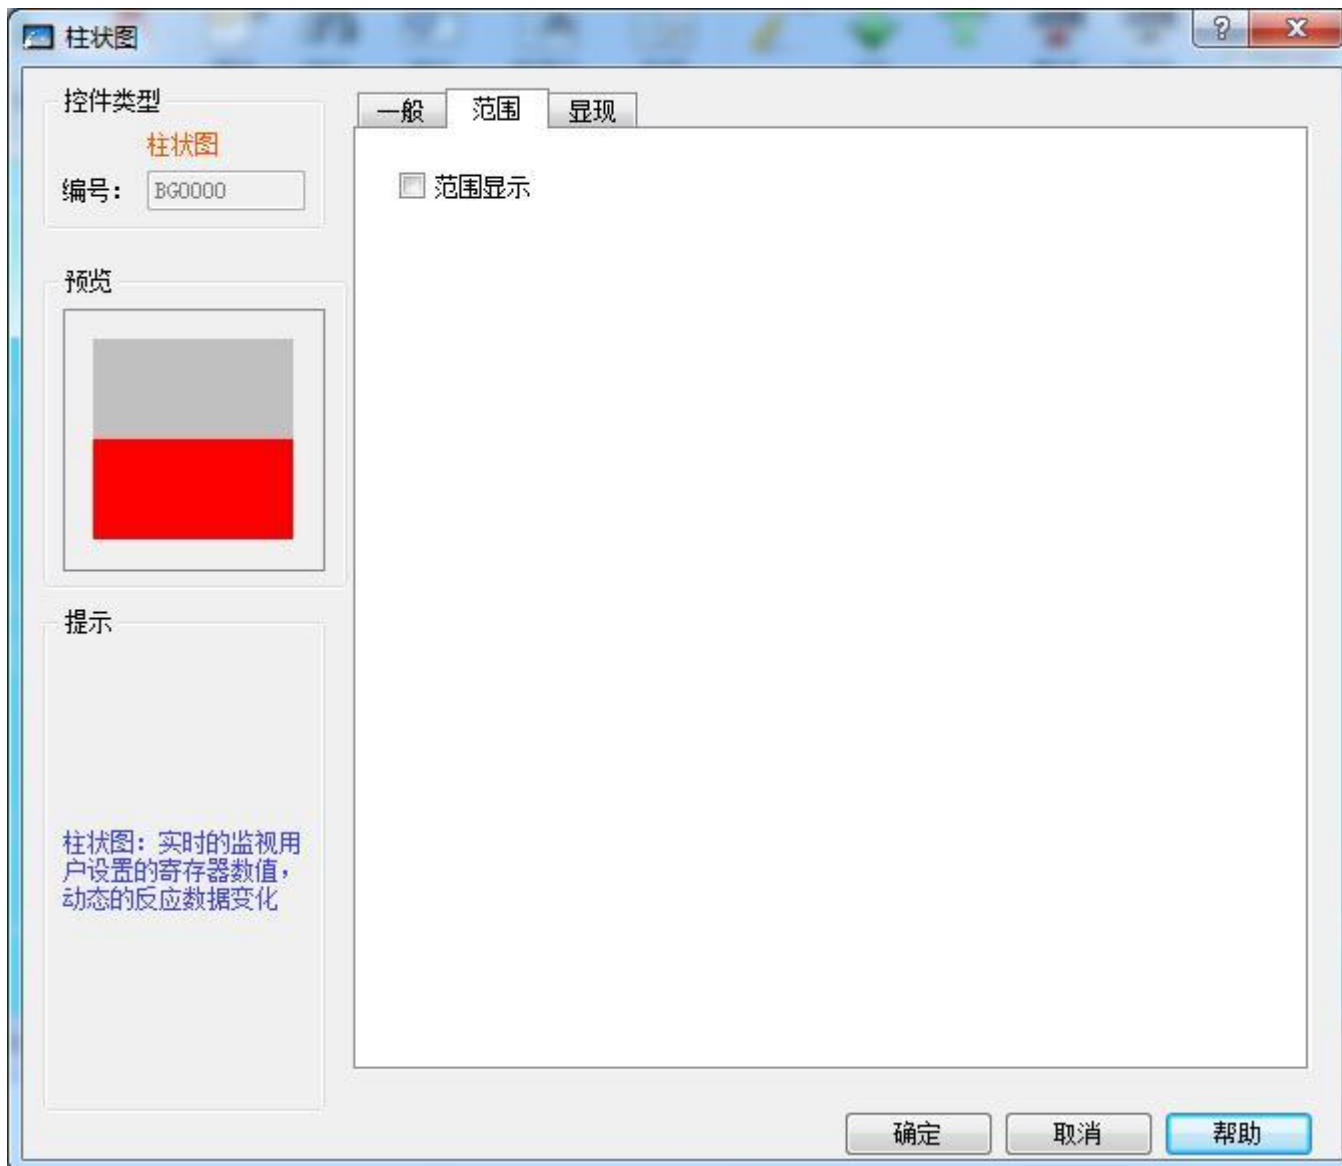 柱状图
控件类型
柱状图
编号： BG0000
一般 范围 显现
范围显示
预览
提示
柱状图：实时的监视用
户设置的寄存器数值，
动态的反应数据变化
确定 取消 帮助